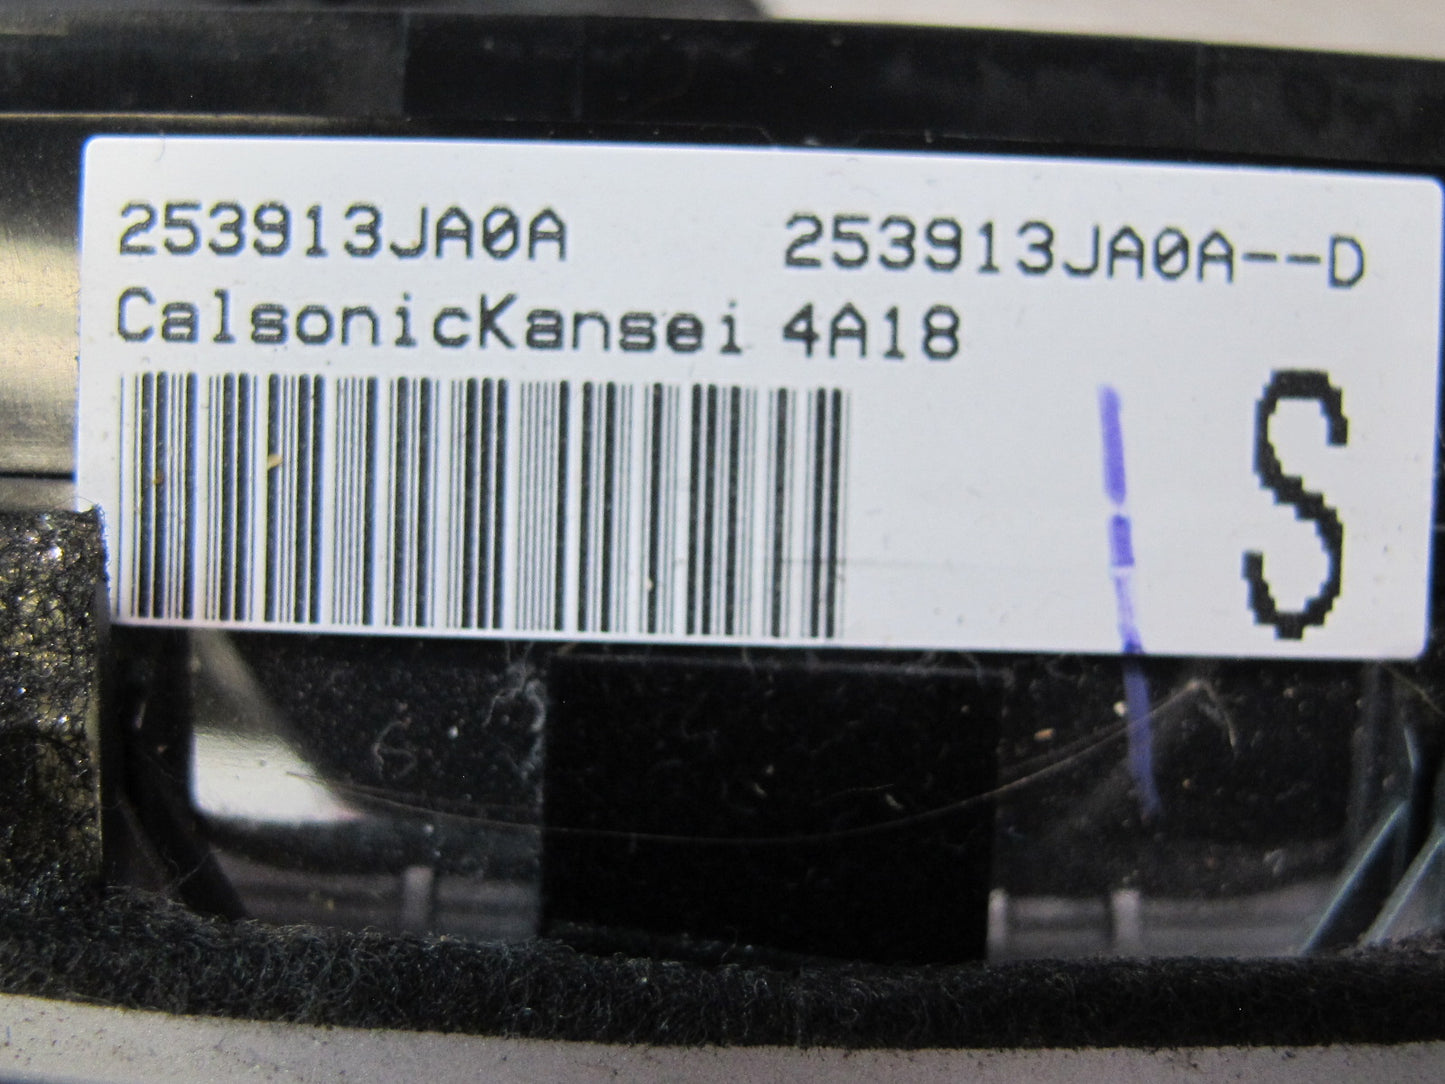 253913JA0A 253913JA0A--D
CalsonicKansei 4A18
S